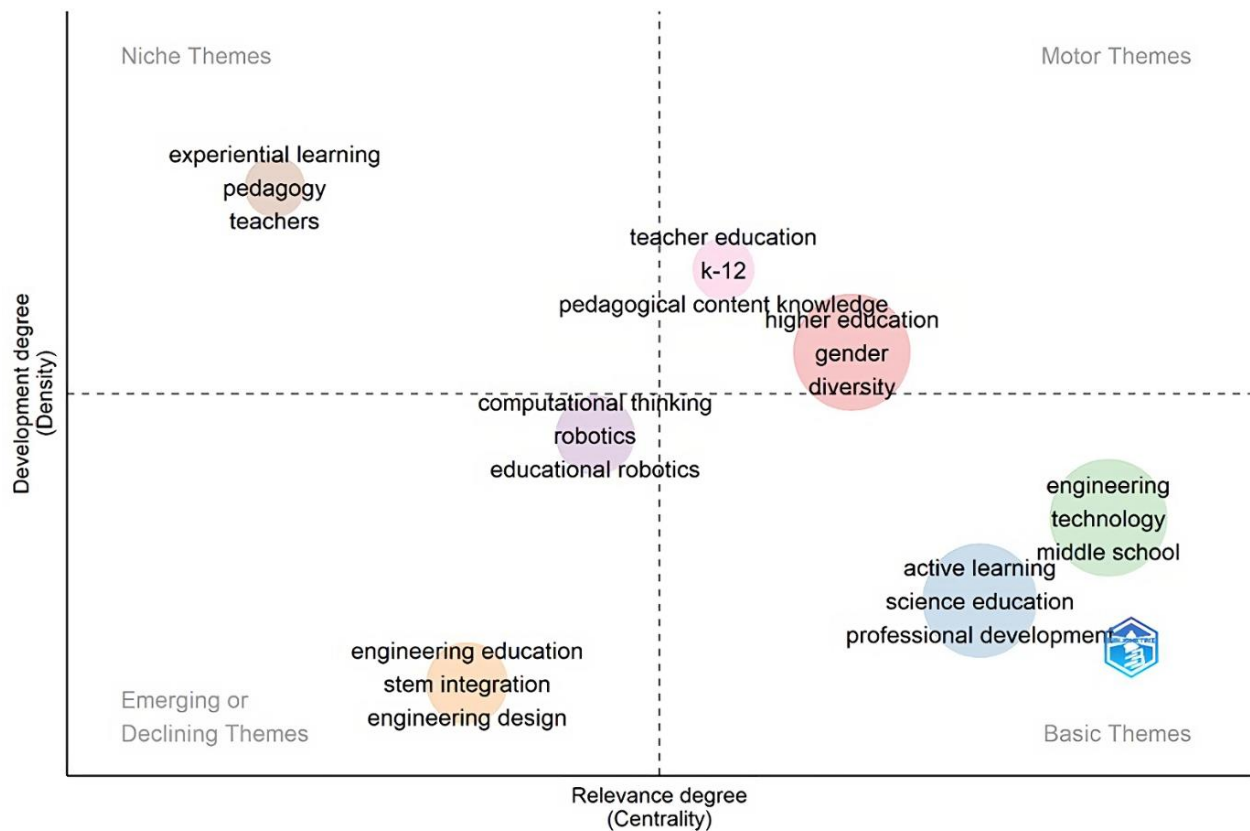 Niche Themes
Motor Themes
experiential learning
pedagogy
teachers
teacher education
k-12
pedagogical content knowledge
higher education
gender
diversity
computational thinking
robotics
educational robotics
engineering
technology
middle school
active learning
science education
professional development
engineering education
stem integration
engineering design
Emerging or
Declining Themes
Basic Themes
Development degree
(Density)
Relevance degree
(Centrality)